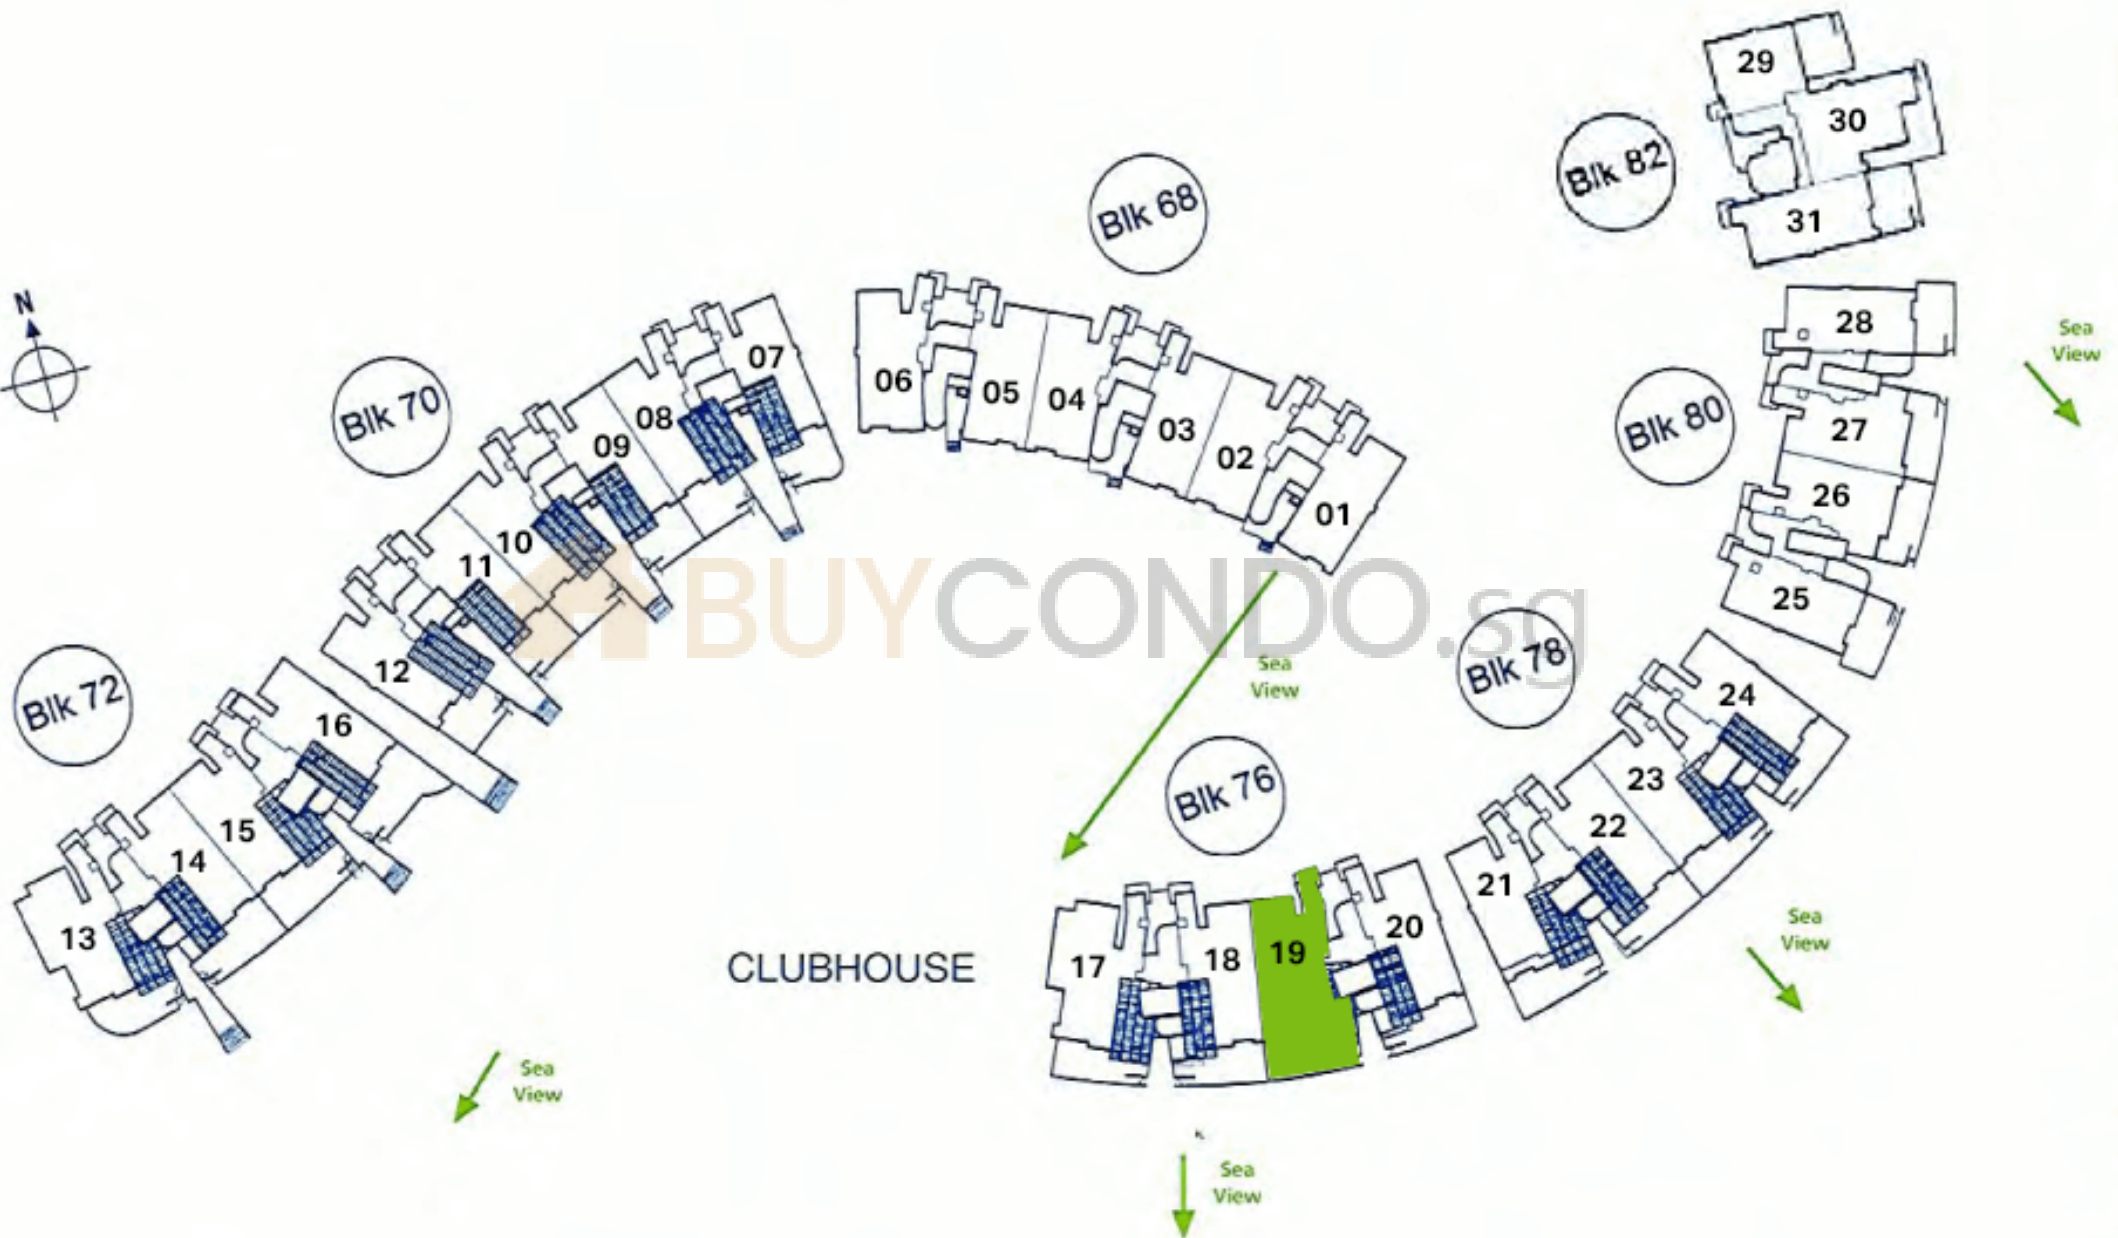 29
30
Blk 82
31
Blk 68
N
28
Sea
View
07
06
05
04
Blk 70
08
03
27
Blk 80
09
02
26
01
10
11
BUYCONDO.sg
25
12
Sea
View
Blk 78
Blk 72
24
16
23
Blk 76
15
22
14
21
13
20
Sea
View
17
18
19
CLUBHOUSE
Sea
View
Sea
View